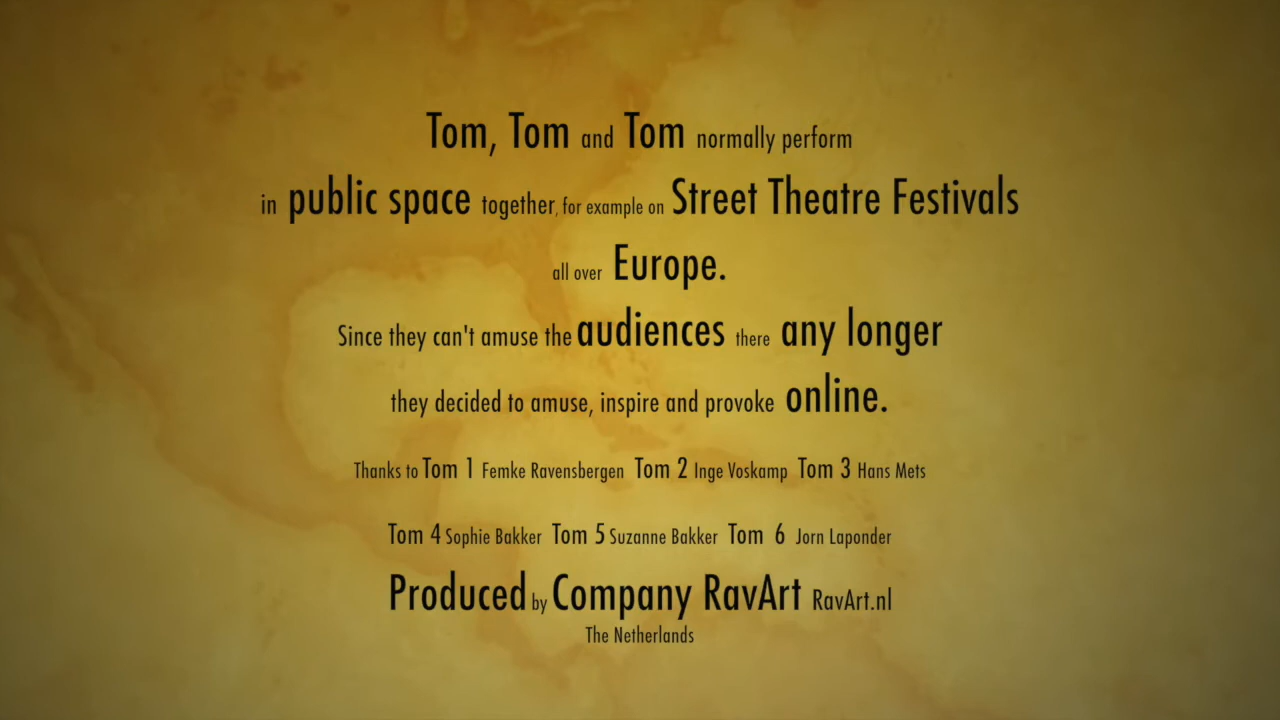 Tom, Tom and Tom normally perform
in public space together, for example on Street Theatre Festivals
all over Europe.
Since they can't amuse the audiences there any longer
they decided to amuse, inspire and provoke online.
Thanks to Tom 1 Femke Ravensbergen Tom 2 Inge Voskamp Tom 3 Hans Mets
Tom 4 Sophie Bakker Tom 5 Suzanne Bakker Tom 6 Jorn Laponder
Produced by Company RavArt RavArt.nl
The Netherlands